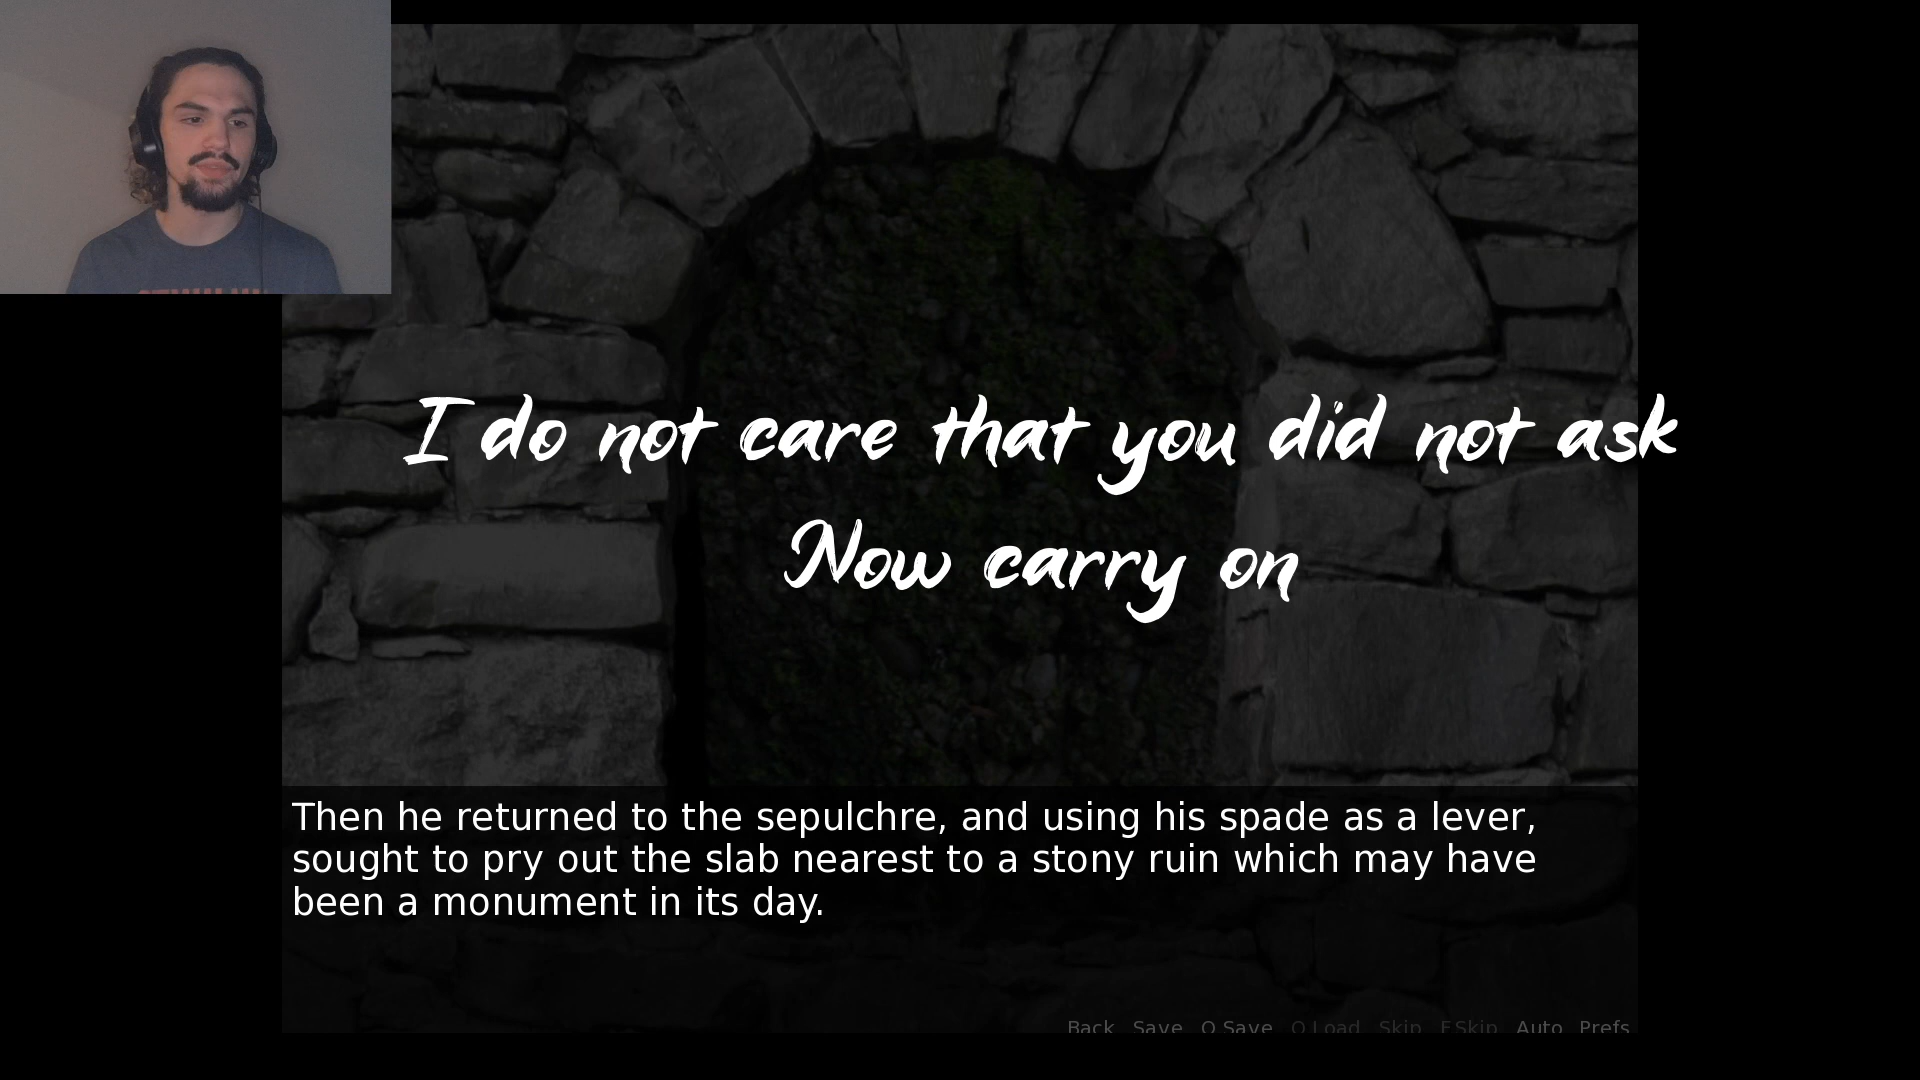 I do not care that you did not ask
Now carry on
Then he returned to the sepulchre, and using his spade as a lever,
sought to pry out the slab nearest to a stony ruin which may have
been a monument in its day.
Back Save Q.Save Q.Load Skip F.Skip Auto Prefs